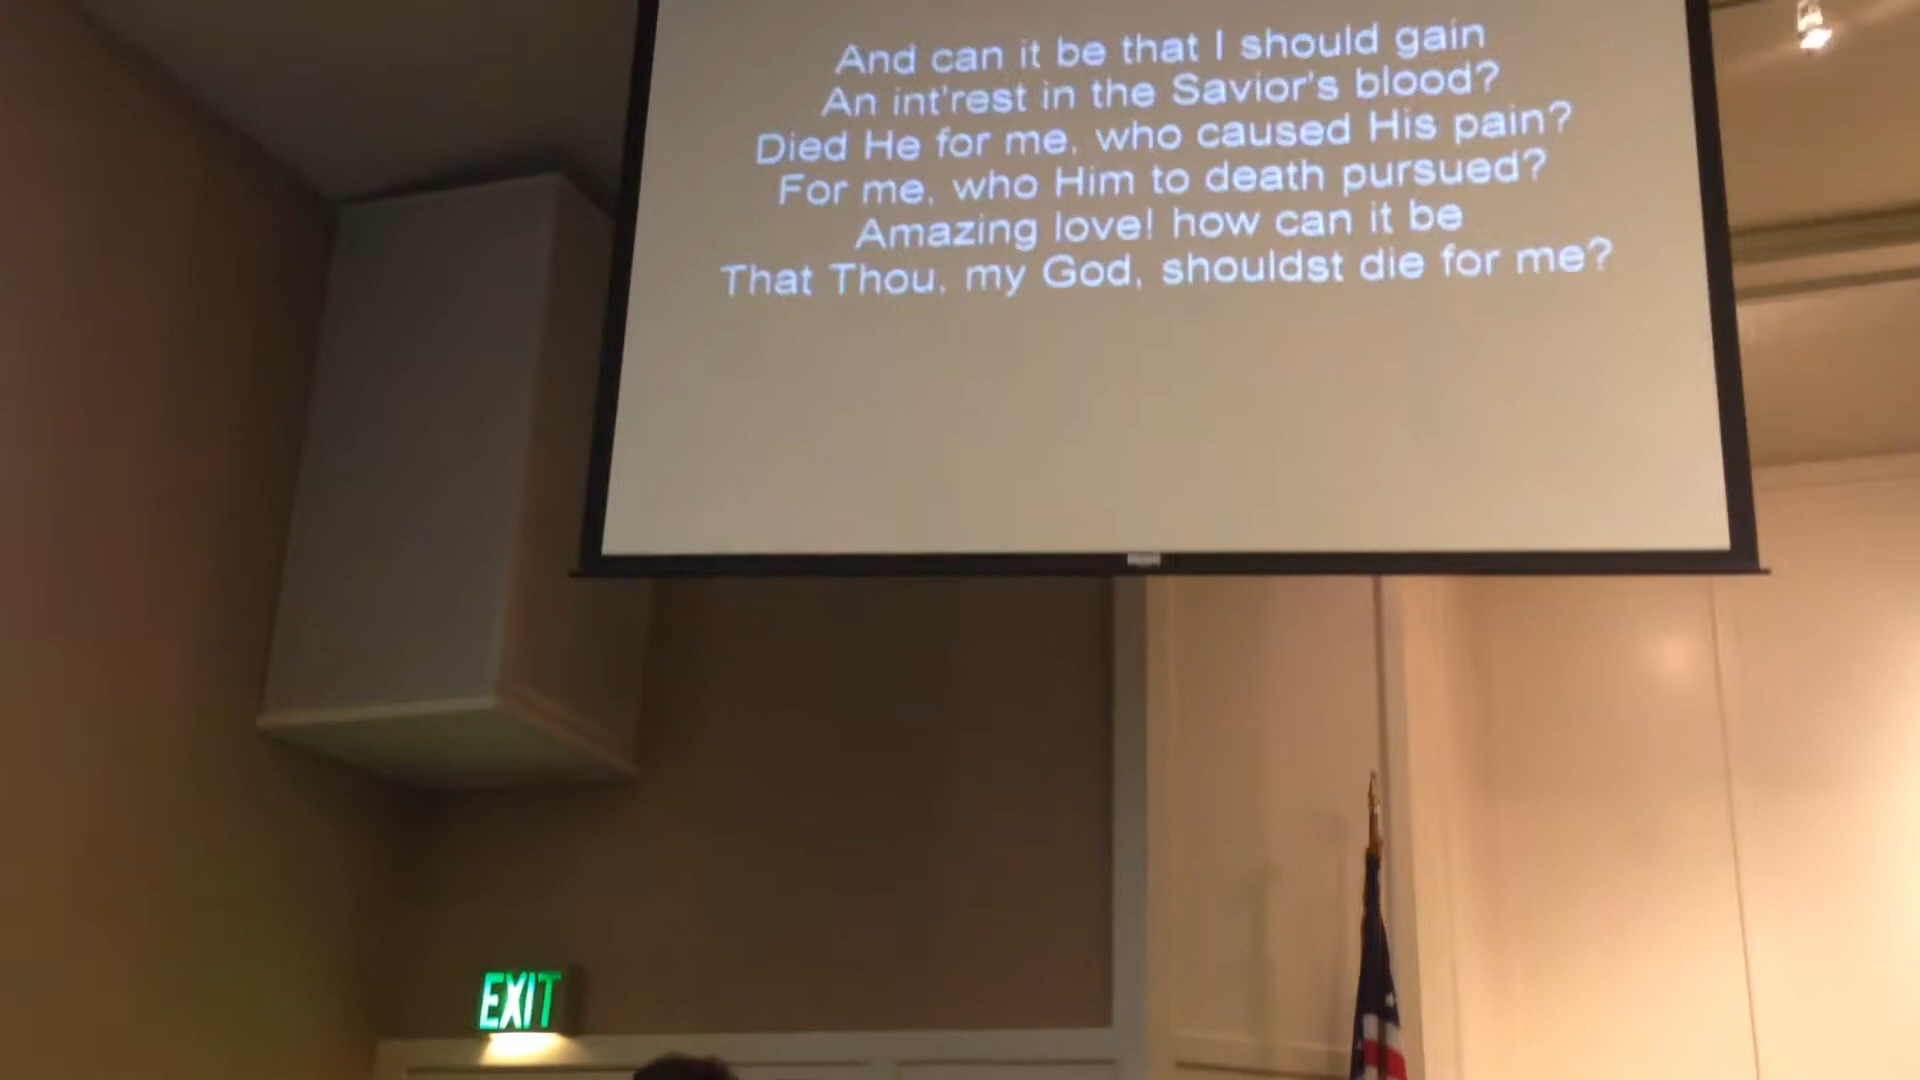 And can it be that I should gain
An int'rest in the Savior's blood?
Died He for me, who caused His pain?
For me, who Him to death pursued?
Amazing love! how can it be
That Thou, my God, shouldst die for me?
EXIT